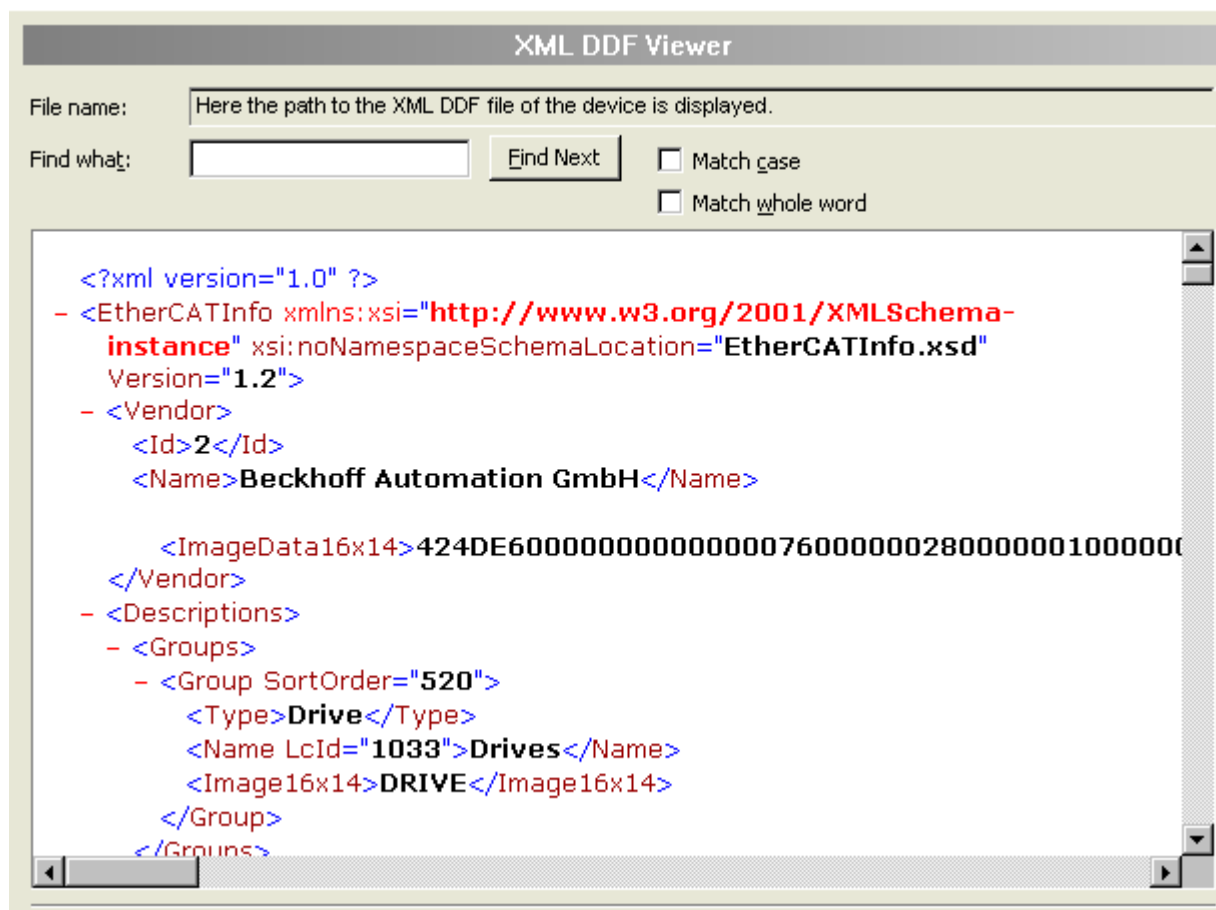 XML DDF Viewer
File name: Here the path to the XML DDF file of the device is displayed.
Find what: Find Next Match case
Match whole word
<?xml version="1.0" ?>
- <EtherCATInfo xmlns:xsi="http://www.w3.org/2001/XMLSchema-
instance" xsi:noNamespaceSchemaLocation="EtherCATInfo.xsd"
Version="1.2">
- <Vendor>
<Id>2</Id>
<Name>Beckhoff Automation GmbH</Name>
<ImageData16x14>424DE6000000000000007600000028000000100000
</Vendor>
- <Descriptions>
- <Groups>
- <Group SortOrder="520">
<Type>Drive</Type>
<Name LcId="1033">Drives</Name>
<Image16x14>DRIVE</Image16x14>
</Group>
</Groups>